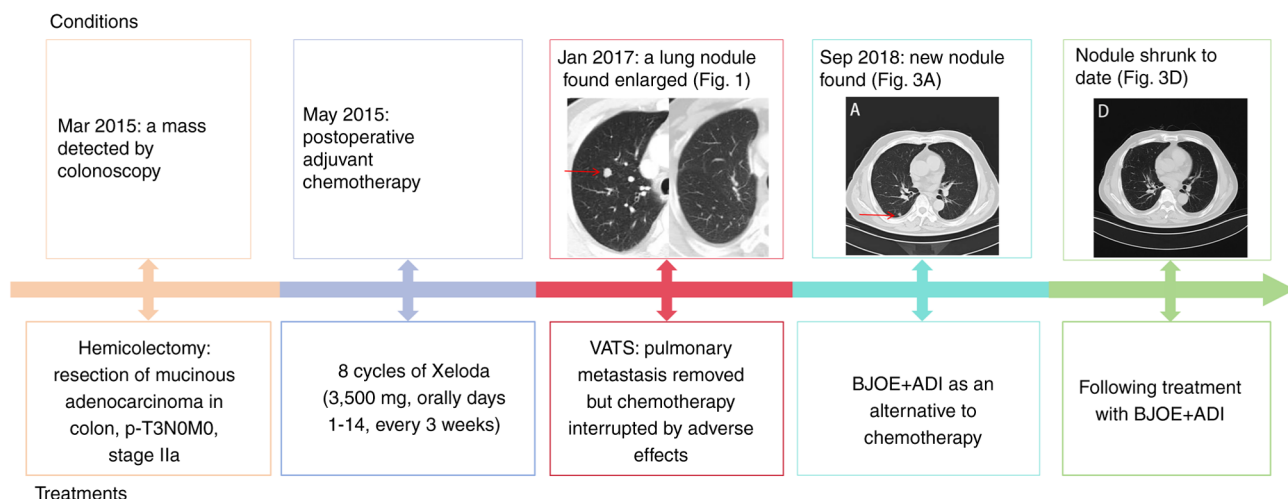 Conditions
Mar 2015: a mass
detected by
colonoscopy
May 2015:
postoperative
adjuvant
chemotherapy
Jan 2017: a lung nodule
found enlarged (Fig. 1)
Sep 2018: new nodule
found (Fig. 3A)
A
Nodule shrunk to
date (Fig. 3D)
D
Hemicolectomy:
resection of mucinous
adenocarcinoma in
colon, p-T3N0M0,
stage IIa
8 cycles of Xeloda
(3,500 mg, orally days
1-14, every 3 weeks)
VATS: pulmonary
metastasis removed
but chemotherapy
interrupted by adverse
effects
BJOE+ADI as an
alternative to
chemotherapy
Following treatment
with BJOE+ADI
Treatments